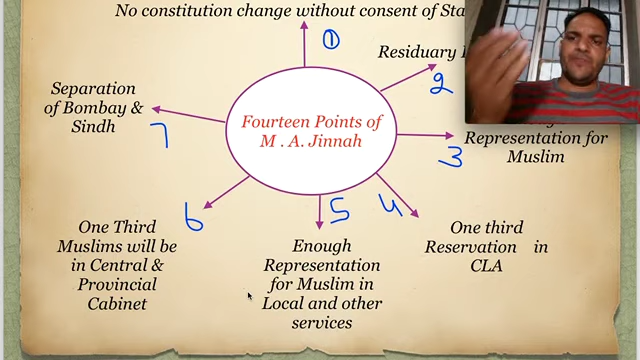 No constitution change without consent of Sta
1
Residuary
2
Separation
of Bombay &
Sindh
7
Fourteen Points of
M . A. Jinnah
Representation for
Muslim
3
6
5
4
One Third
Muslims will be
in Central &
Provincial
Cabinet
Enough
Representation
for Muslim in
Local and other
services
One third
Reservation in
CLA